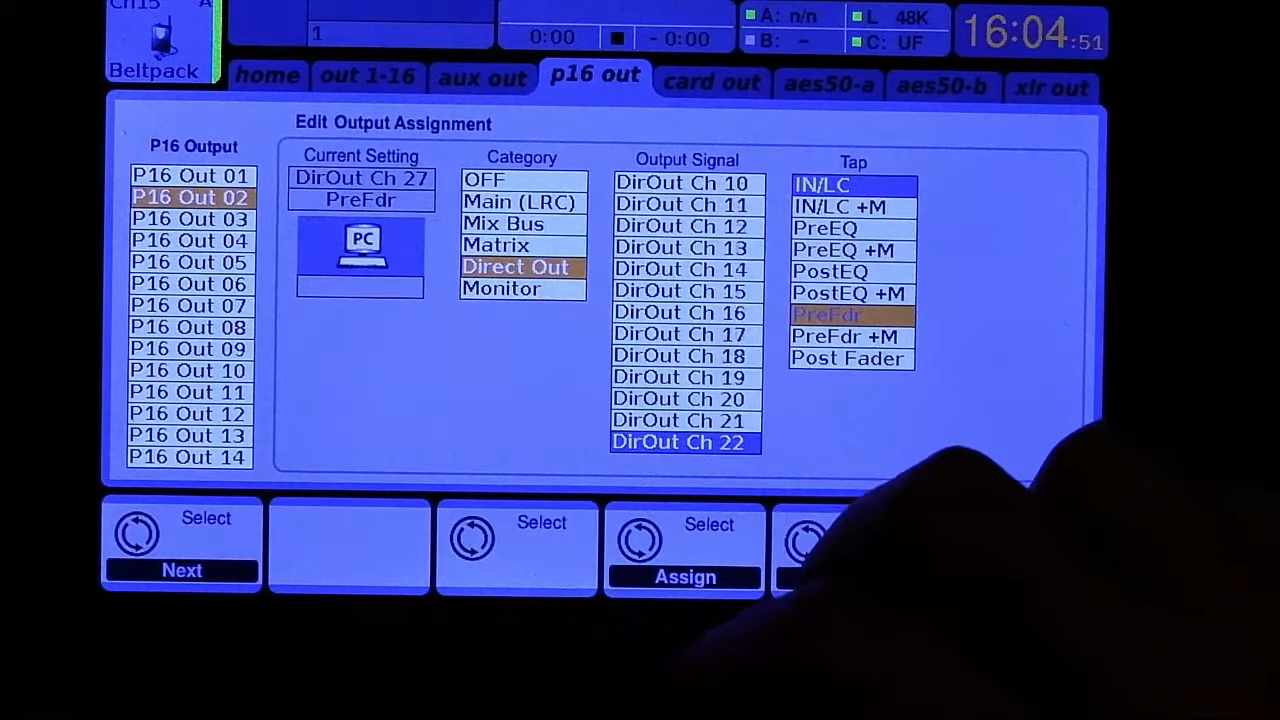 Ch15 A
Beltpack
1
0:00
- 0:00
A: n/n
L 48K
B: -
C: UF
16:04:51
home
out 1-16
aux out
p16 out
card out
aes50-a
aes50-b
xlr out
Edit Output Assignment
P16 Output
P16 Out 01
P16 Out 02
P16 Out 03
P16 Out 04
P16 Out 05
P16 Out 06
P16 Out 07
P16 Out 08
P16 Out 09
P16 Out 10
P16 Out 11
P16 Out 12
P16 Out 13
P16 Out 14
Current Setting
DirOut Ch 27
PreFdr
PC
Category
OFF
Main (LRC)
Mix Bus
Matrix
Direct Out
Monitor
Output Signal
DirOut Ch 10
DirOut Ch 11
DirOut Ch 12
DirOut Ch 13
DirOut Ch 14
DirOut Ch 15
DirOut Ch 16
DirOut Ch 17
DirOut Ch 18
DirOut Ch 19
DirOut Ch 20
DirOut Ch 21
DirOut Ch 22
Tap
IN/LC
IN/LC +M
PreEQ
PreEQ +M
PostEQ
PostEQ +M
PreFdr
PreFdr +M
Post Fader
Select
Next
Select
Select
Assign